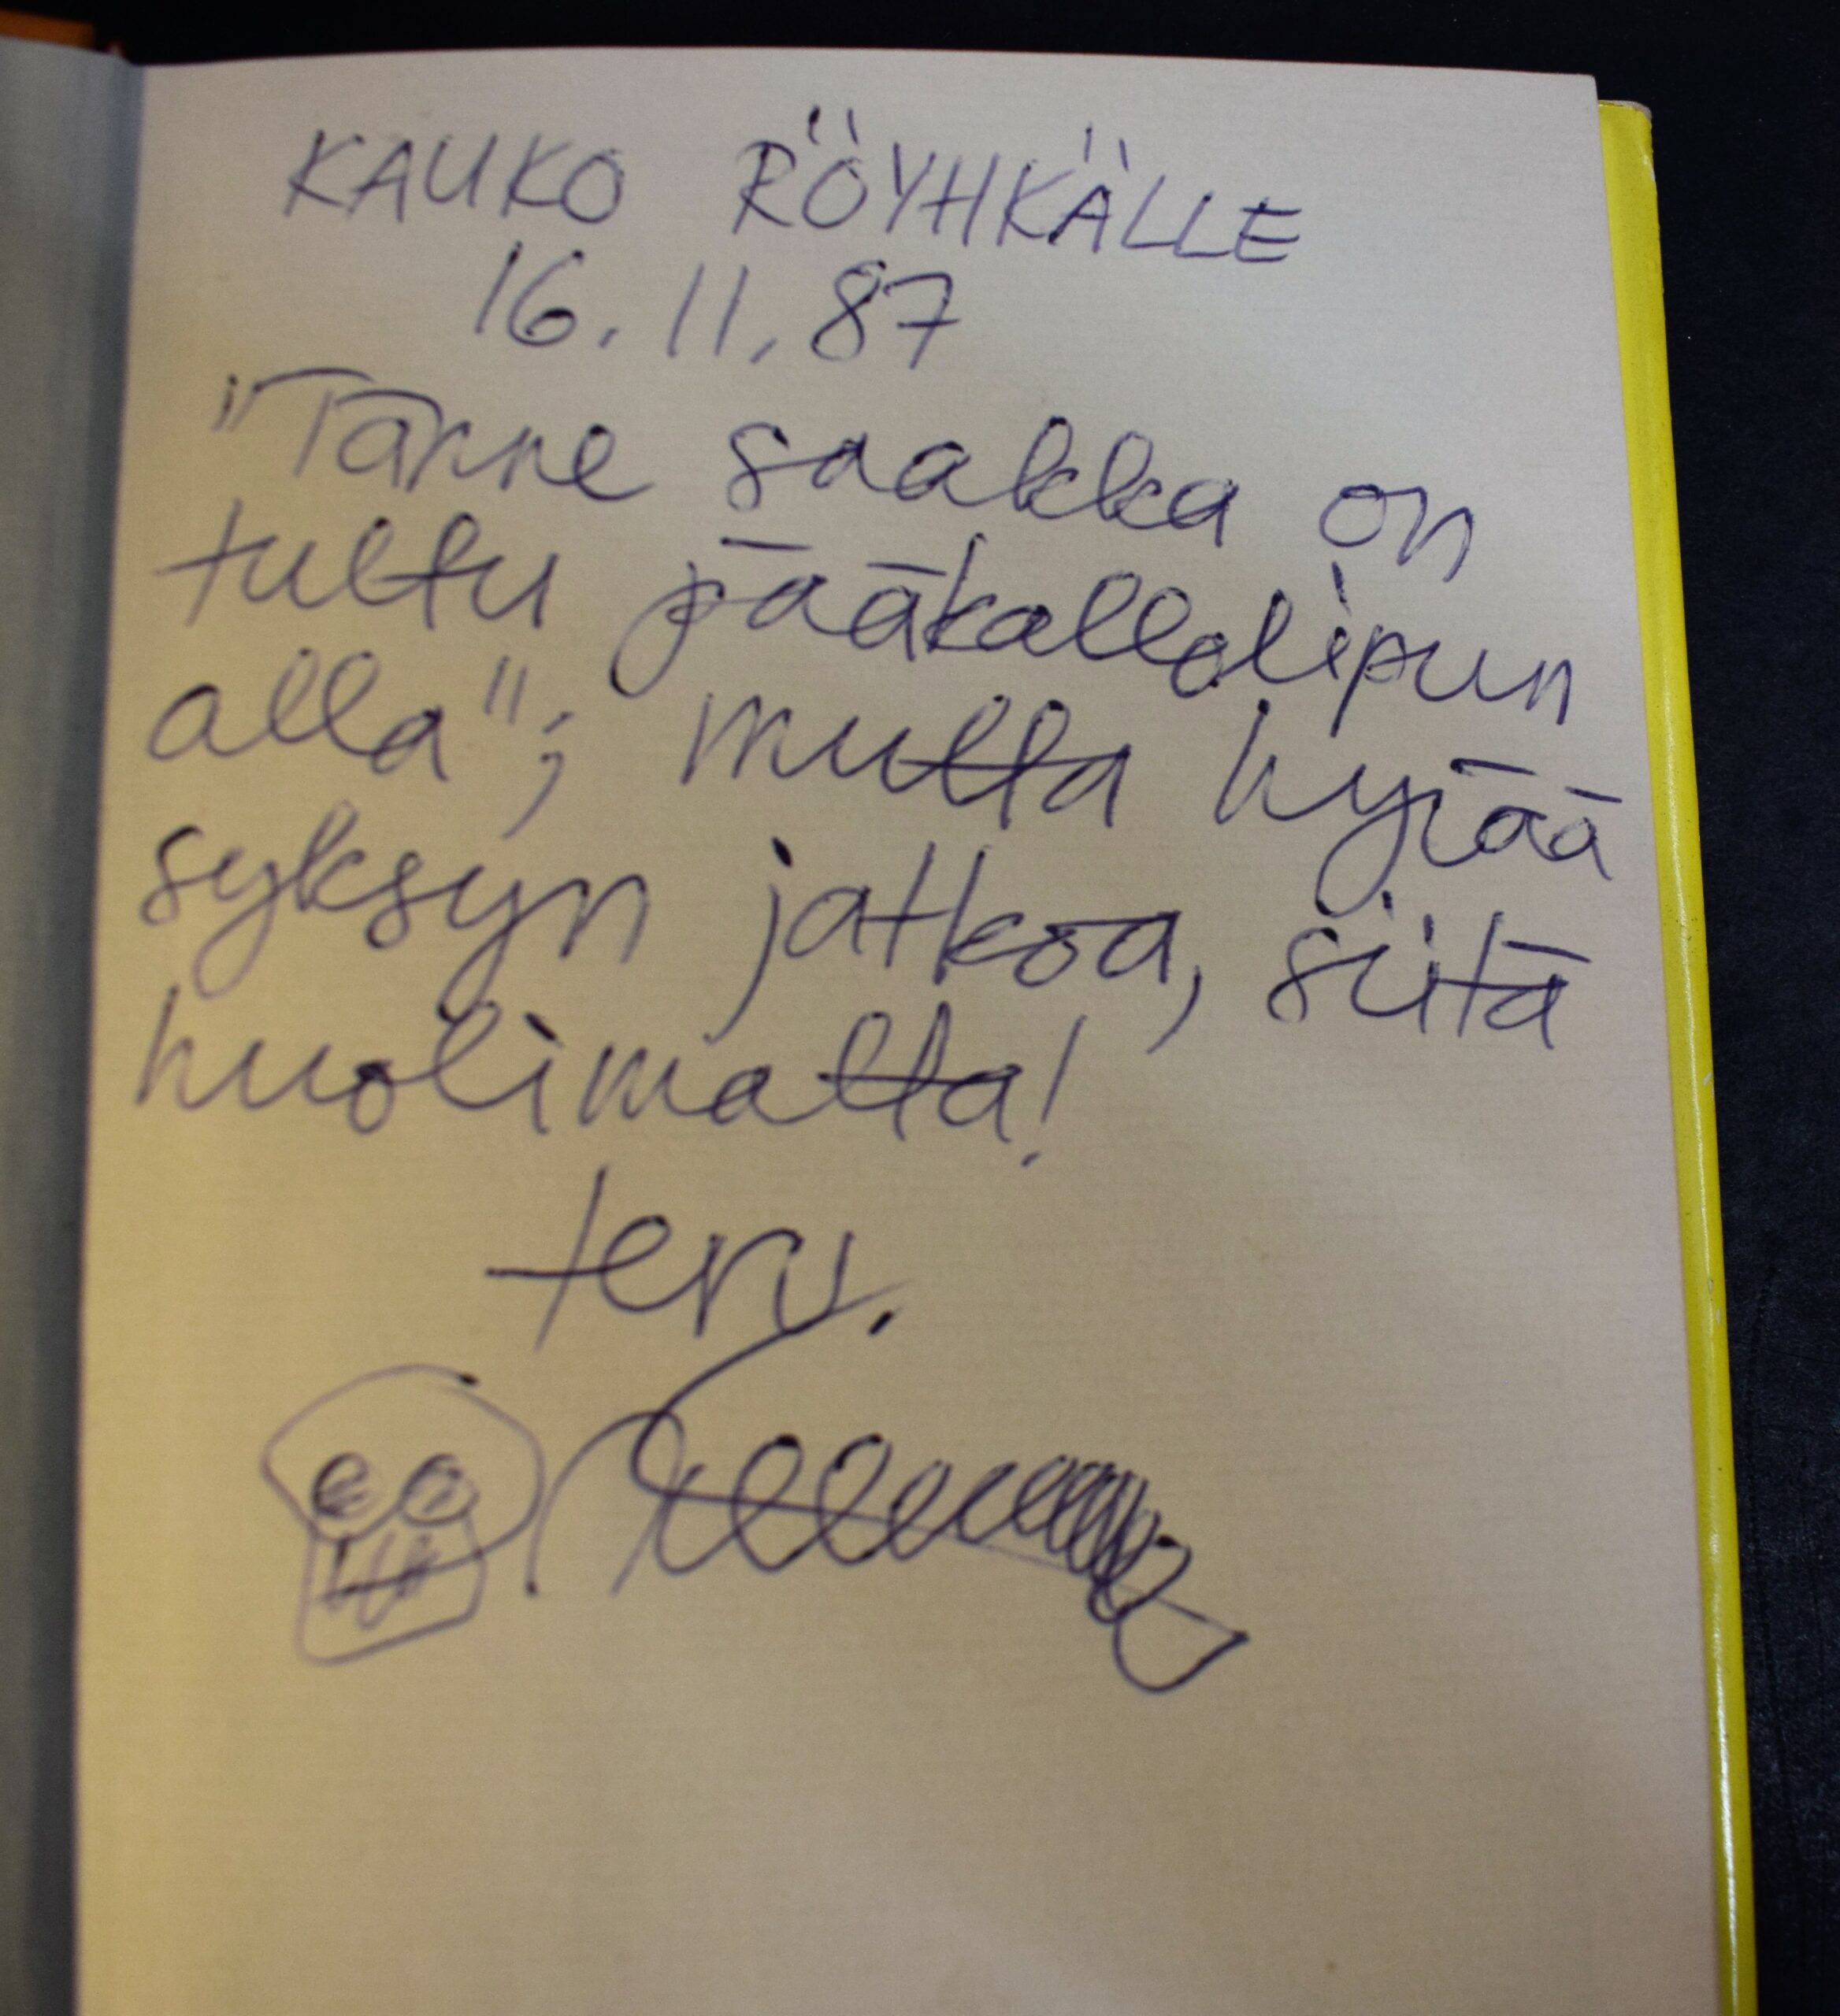 KAUKO RÖYHKÄLLE
16.11.87
"Tänne saakka on
tultu pääkallolipun
alla"; mutta hyvää
syksyn jatkoa, siitä
huolimatta!
terv.